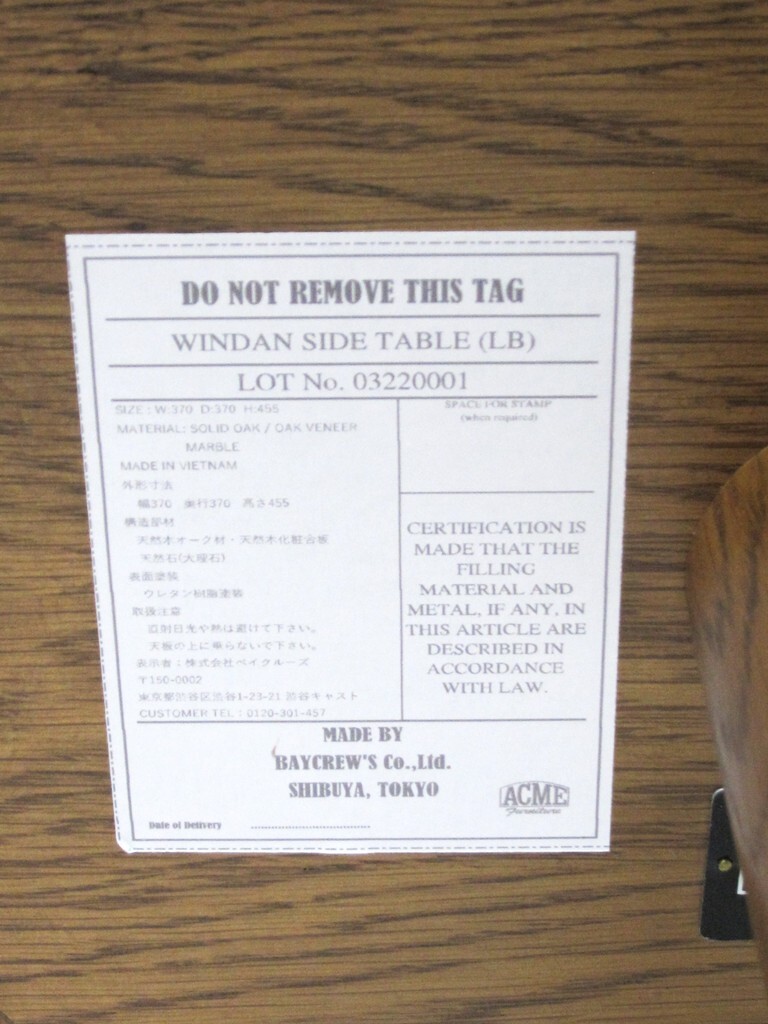 DO NOT REMOVE THIS TAG
WINDAN SIDE TABLE (LB)
LOT No. 03220001
SIZE : W:370 D:370 H:455
MATERIAL: SOLID OAK / OAK VENEER
MARBLE
MADE IN VIETNAM
外形寸法
幅370 奥行370 高さ455
構造部材
天然木オーク材・天然木化粧合板
天然石(大理石)
表面塗装
ウレタン樹脂塗装
取扱注意
直射日光や熱は避けて下さい。
天板の上に乗らないで下さい。
表示者：株式会社ベイクルーズ
〒150-0002
東京都渋谷区渋谷1-23-21 渋谷キャスト
CUSTOMER TEL : 0120-301-457
SPACE FOR STAMP
(when required)
CERTIFICATION IS
MADE THAT THE
FILLING
MATERIAL AND
METAL, IF ANY, IN
THIS ARTICLE ARE
DESCRIBED IN
ACCORDANCE
WITH LAW.
MADE BY
BAYCREW'S Co.,Ltd.
SHIBUYA, TOKYO
ACME
Furniture
Date of Delivery